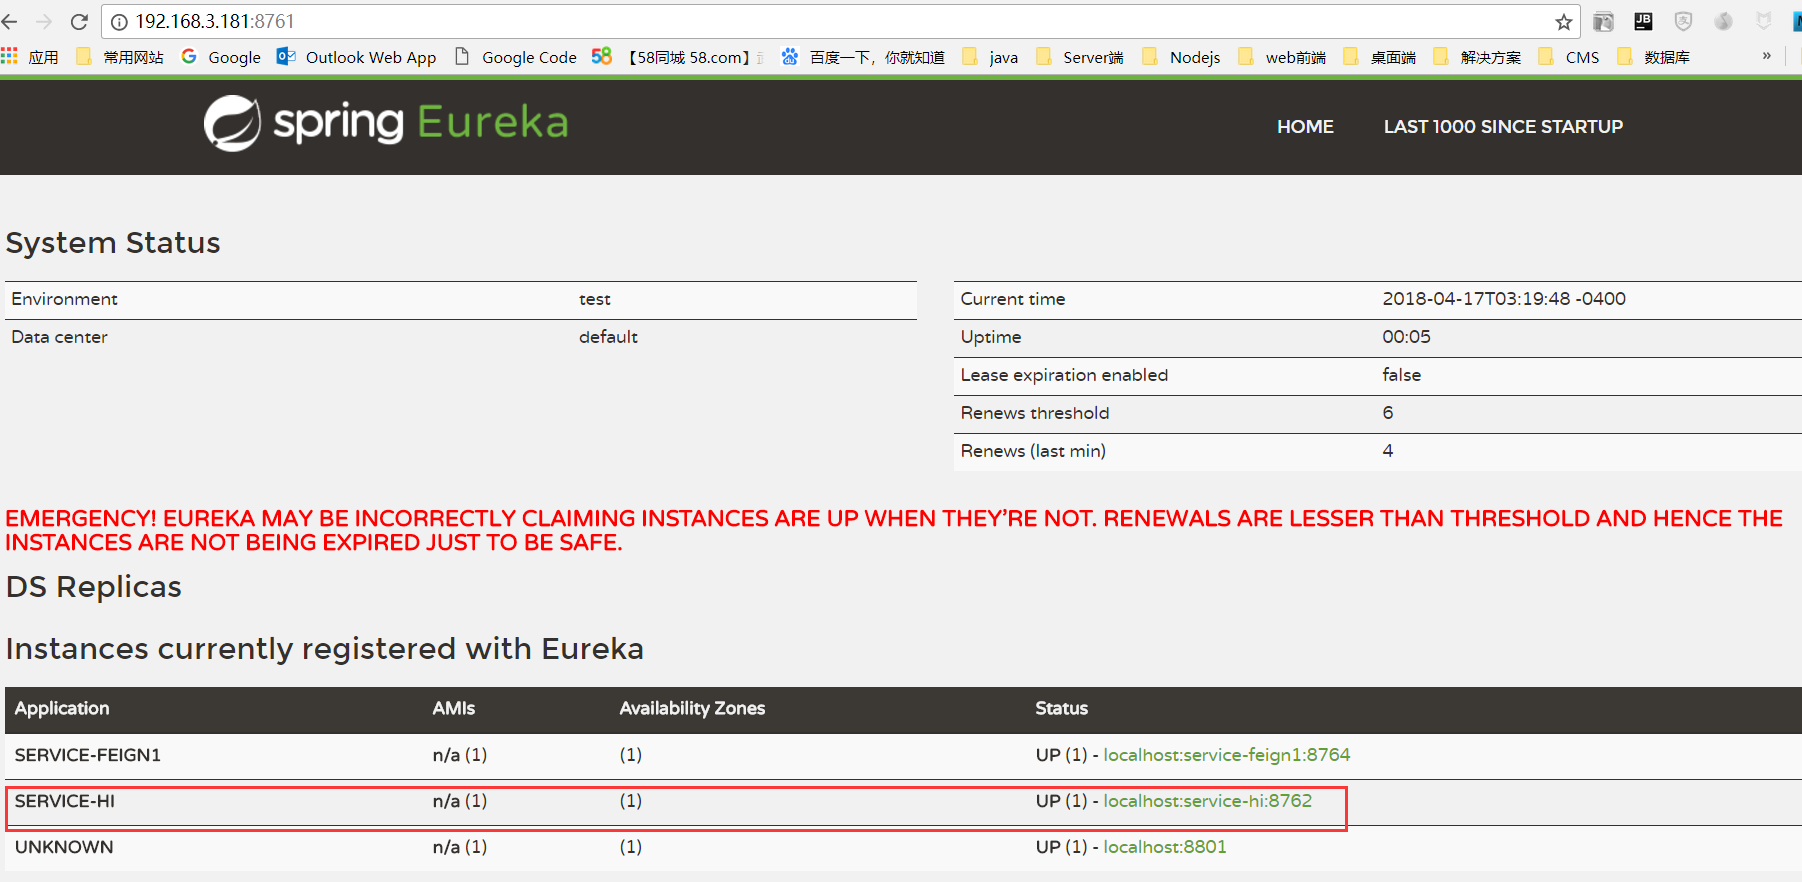 192.168.3.181:8761
应用 常用网站 Google Outlook Web App Google Code 【58同城 58.com】 百度一下，你就知道 java Server端 Nodejs web前端 桌面端 解决方案 CMS 数据库 »
spring Eureka HOME LAST 1000 SINCE STARTUP
System Status
Environment test
Data center default
Current time 2018-04-17T03:19:48 -0400
Uptime 00:05
Lease expiration enabled false
Renews threshold 6
Renews (last min) 4
EMERGENCY! EUREKA MAY BE INCORRECTLY CLAIMING INSTANCES ARE UP WHEN THEY'RE NOT. RENEWALS ARE LESSER THAN THRESHOLD AND HENCE THE
INSTANCES ARE NOT BEING EXPIRED JUST TO BE SAFE.
DS Replicas
Instances currently registered with Eureka
Application AMIs Availability Zones Status
SERVICE-FEIGN1 n/a (1) (1) UP (1) - localhost:service-feign1:8764
SERVICE-HI n/a (1) (1) UP (1) - localhost:service-hi:8762
UNKNOWN n/a (1) (1) UP (1) - localhost:8801